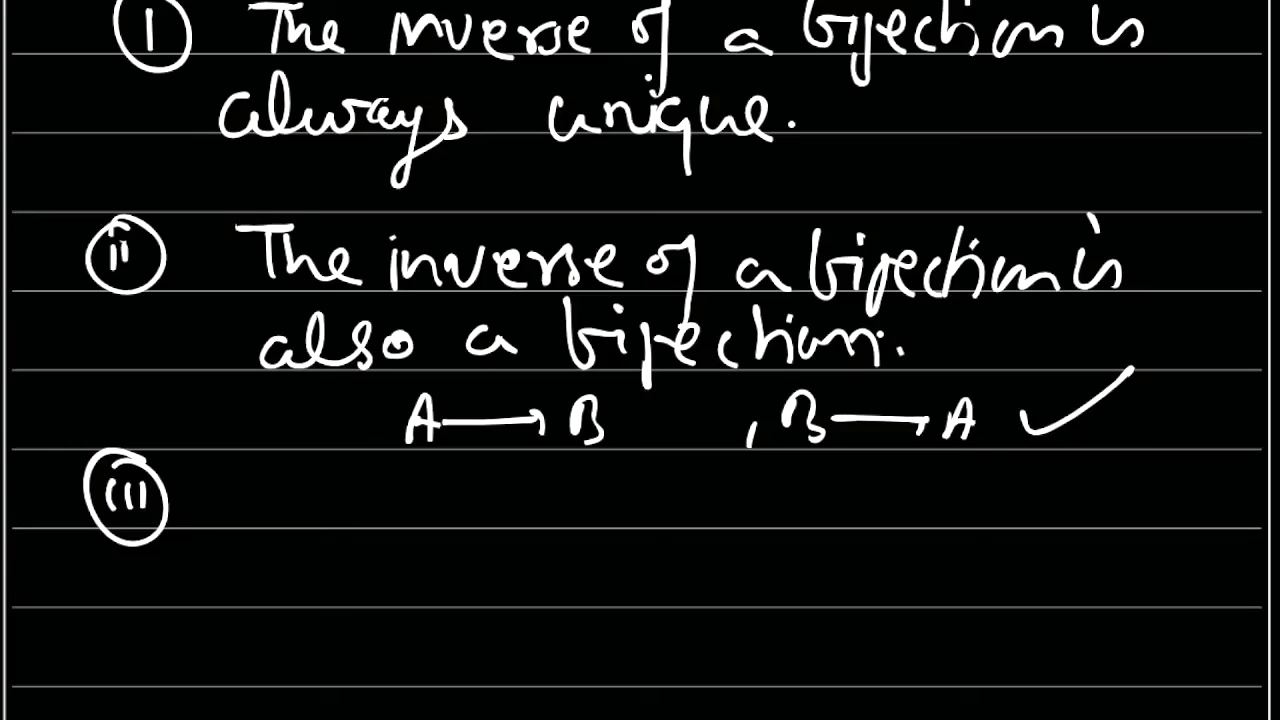 (i) The inverse of a bijection is
always unique.
(ii) The inverse of a bijection is
also a bijection.
A → B , B → A ✓
(iii)